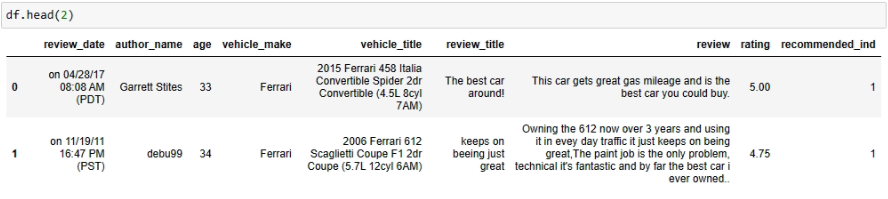 df.head(2)
review_date author_name age vehicle_make vehicle_title review_title review rating recommended_ind
0
on 04/28/17
08:08 AM
(PDT)
Garrett Stites
33
Ferrari
2015 Ferrari 458 Italia
Convertible Spider 2dr
Convertible (4.5L 8cyl
7AM)
The best car
around!
This car gets great gas mileage and is the
best car you could buy.
5.00
1
1
on 11/19/11
16:47 PM
(PST)
debu99
34
Ferrari
2006 Ferrari 612
Scaglietti Coupe F1 2dr
Coupe (5.7L 12cyl 6AM)
keeps on
beeing just
great
Owning the 612 now over 3 years and using
it in evey day traffic it just keeps on being
great,The paint job is the only problem,
technical it's fantastic and by far the best car i
ever owned..
4.75
1